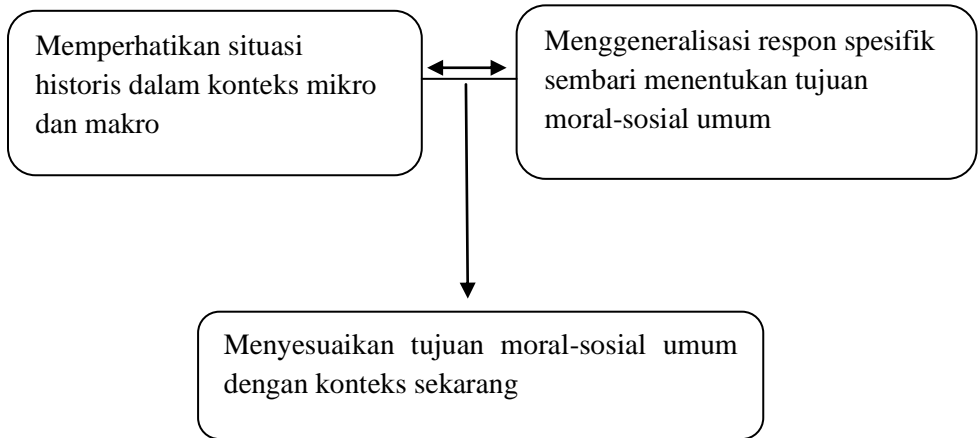 Memperhatikan situasi
historis dalam konteks mikro
dan makro
Menggeneralisasi respon spesifik
sembari menentukan tujuan
moral-sosial umum
Menyesuaikan tujuan moral-sosial umum
dengan konteks sekarang